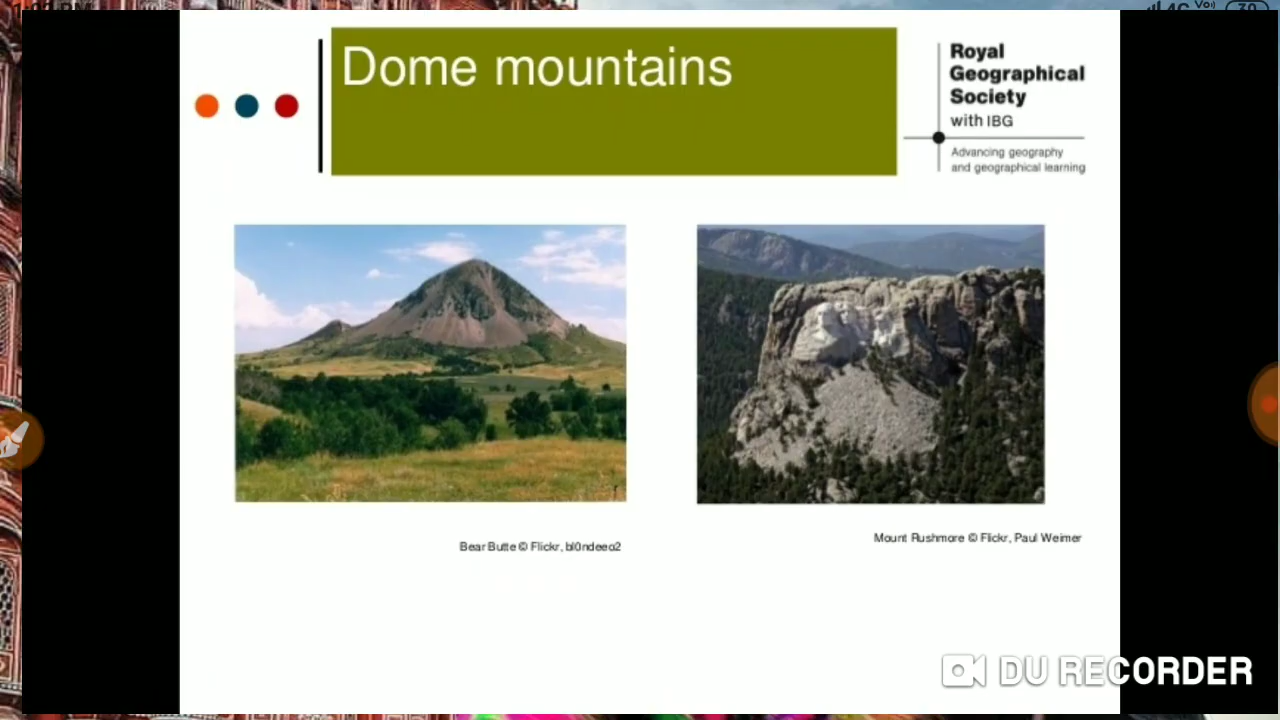 Dome mountains
Royal
Geographical
Society
with IBG
Advancing geography
and geographical learning
Bear Butte © Flickr, bl0ndeeo2
Mount Rushmore © Flickr, Paul Weimer
DU RECORDER